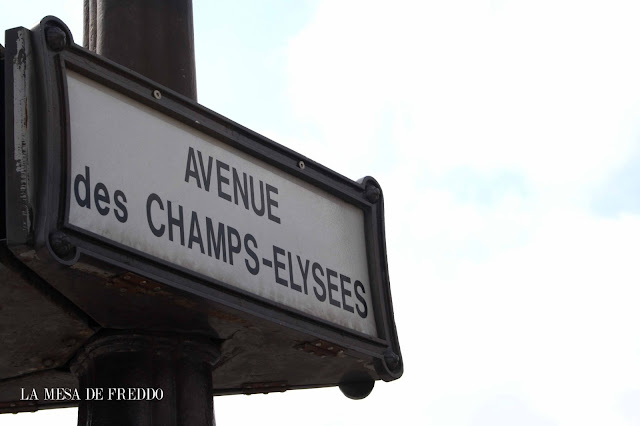 AVENUE
des CHAMPS-ELYSEES
LA MESA DE FREDDO